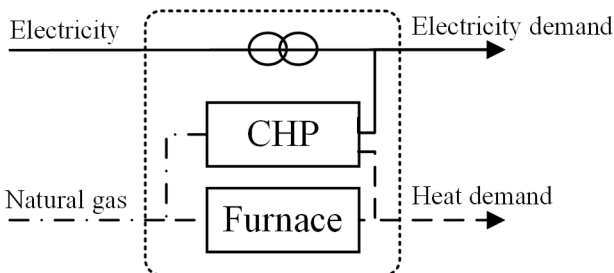 Electricity
Electricity demand
CHP
Natural gas
Heat demand
Furnace